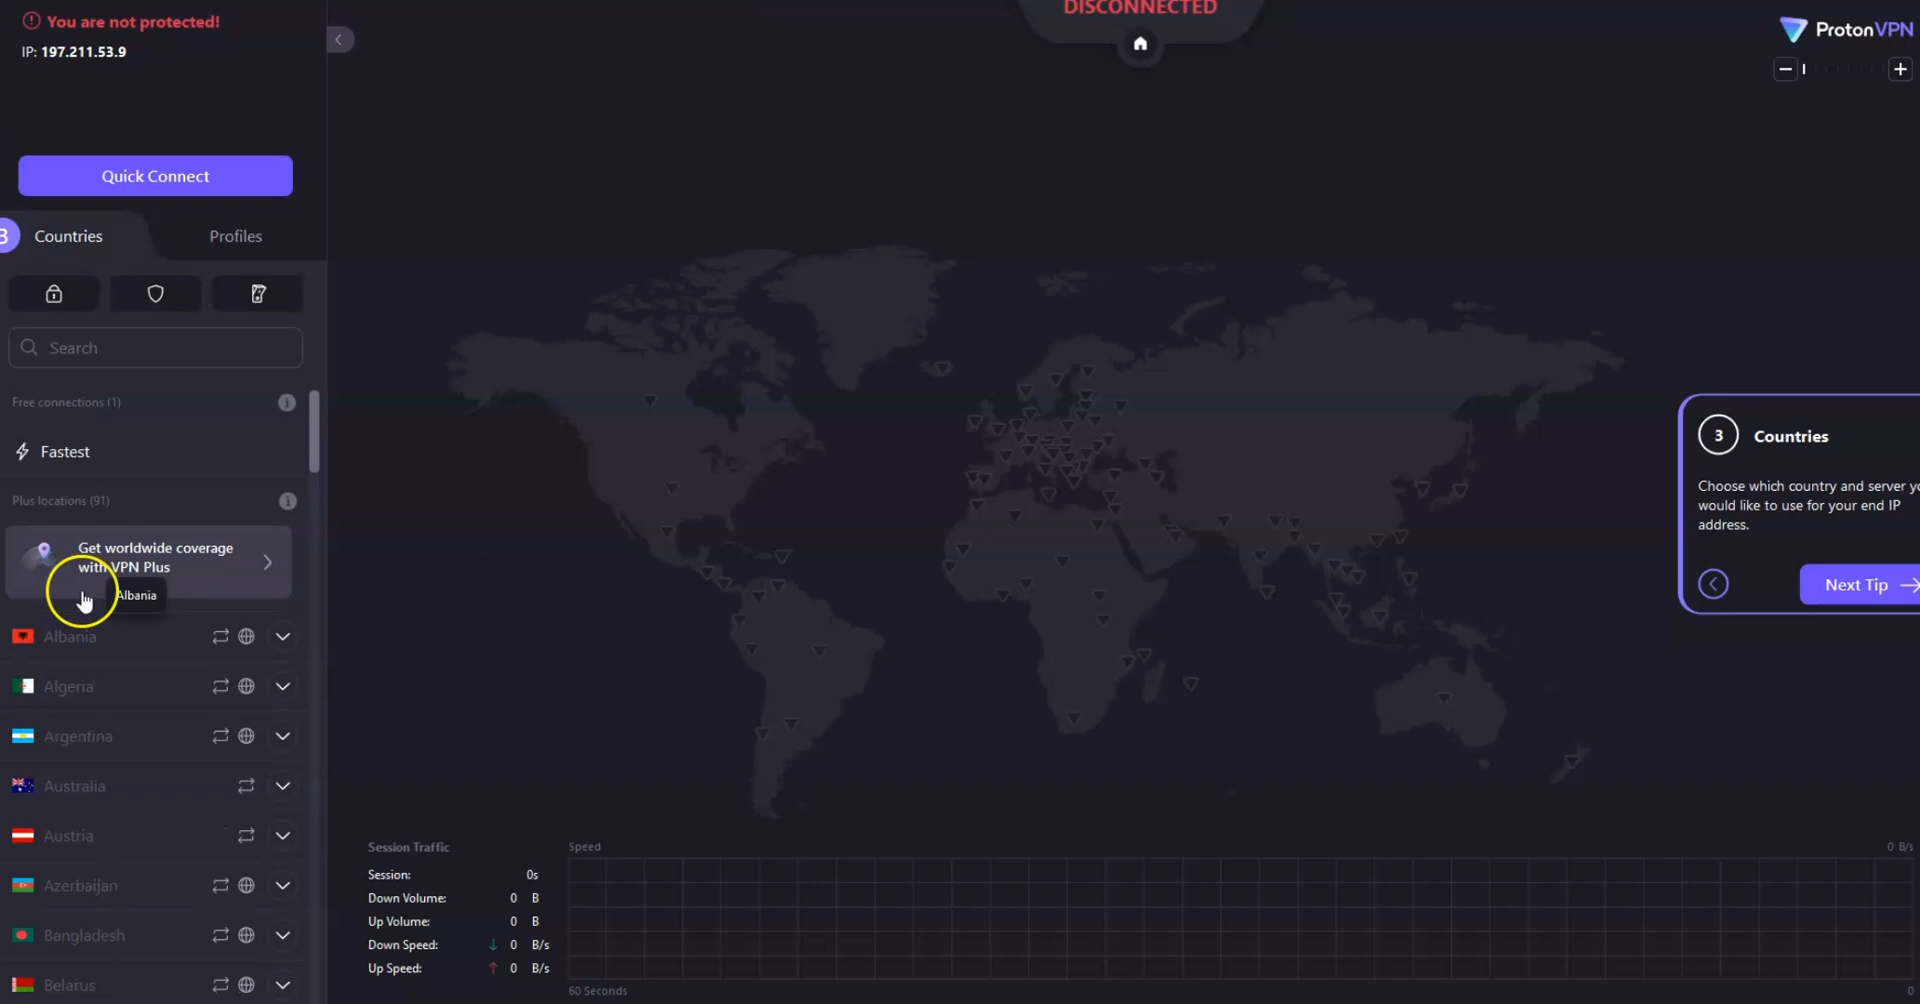 You are not protected!
IP: 197.211.53.9
Quick Connect
3
Countries
Profiles
Search
Free connections (1)
Fastest
Plus locations (91)
Get worldwide coverage
with VPN Plus
Albania
Albania
Algeria
Argentina
Australia
Austria
Azerbaijan
Bangladesh
Belarus
DISCONNECTED
ProtonVPN
3
Countries
Choose which country and server yo
would like to use for your end IP
address.
Next Tip
Session Traffic
Session: 0s
Down Volume: 0 B
Up Volume: 0 B
Down Speed: 0 B/s
Up Speed: 0 B/s
Speed
0 B/s
60 Seconds
0